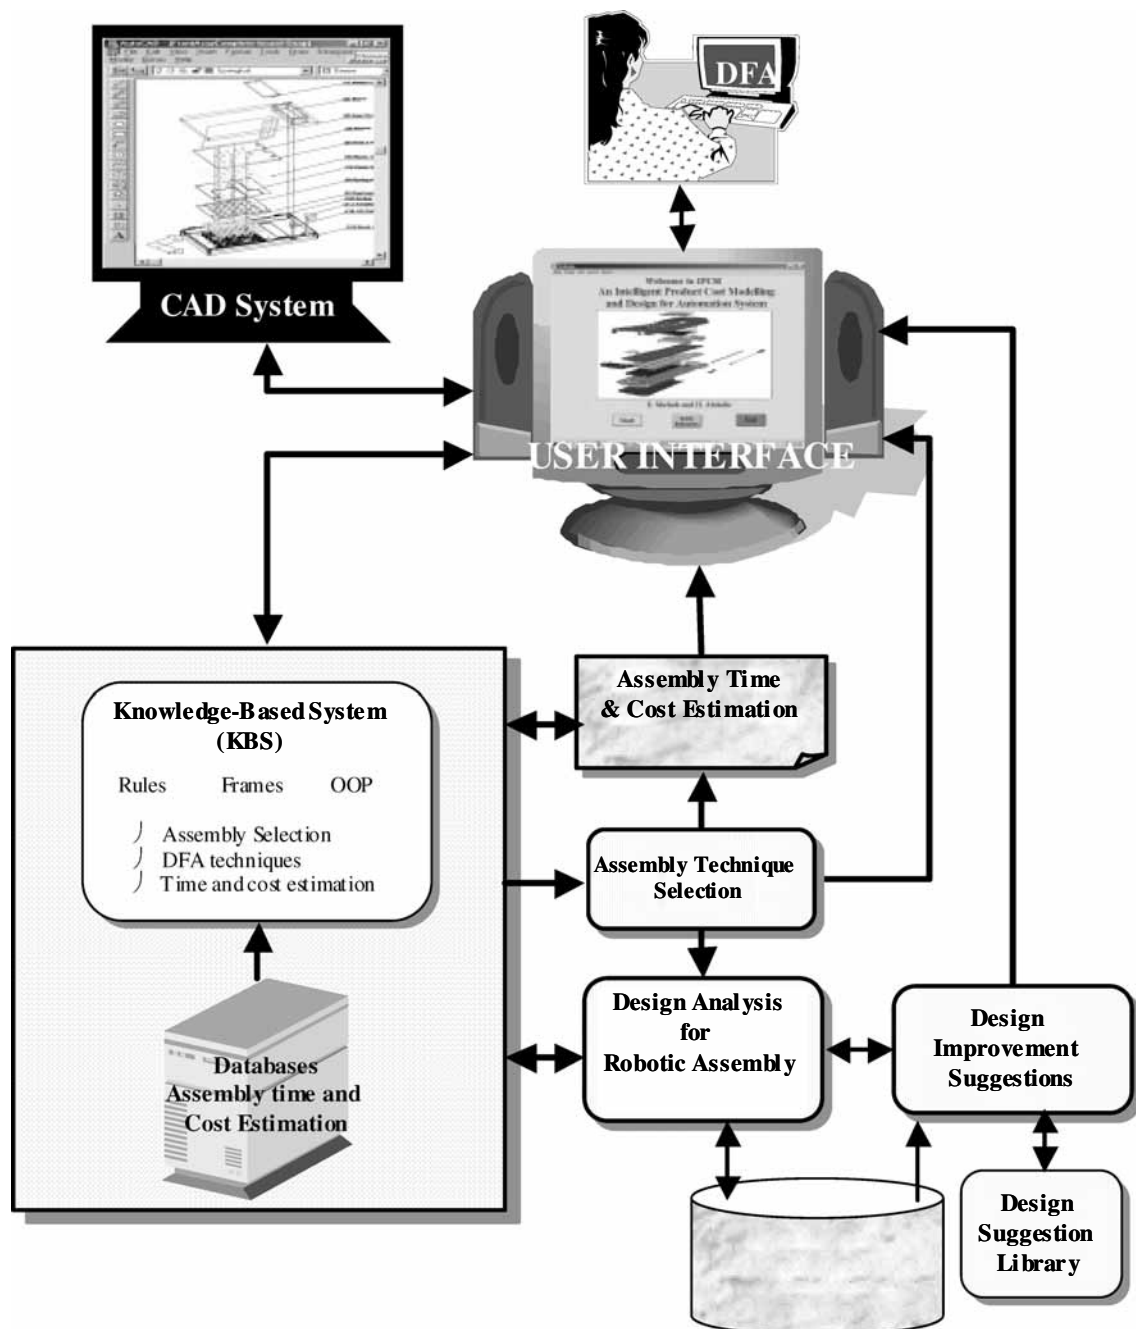 DFA
CAD System
Welcome to IPCM
An Intelligent Product Cost Modelling
and Design for Automation System
USER INTERFACE
Assembly Time
& Cost Estimation
Knowledge-Based System
(KBS)
Rules Frames OOP
Assembly Selection
DFA techniques
Time and cost estimation
Assembly Technique
Selection
Databases
Assembly time and
Cost Estimation
Design Analysis
for
Robotic Assembly
Design
Improvement
Suggestions
Design
Suggestion
Library